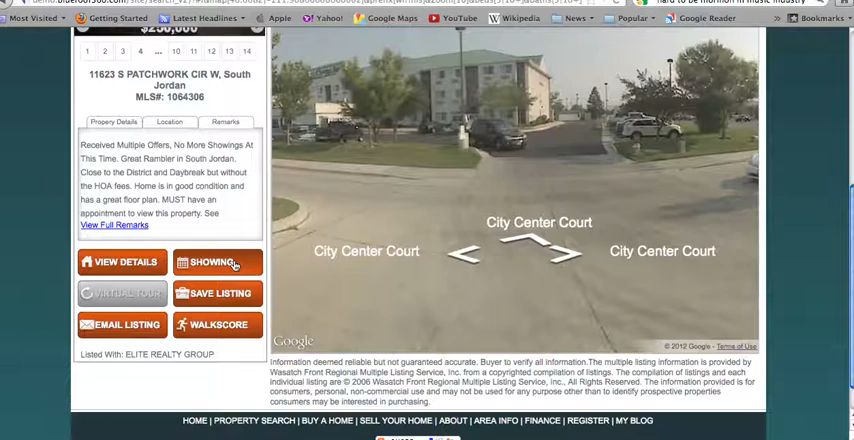 Most Visited
Getting Started
Latest Headlines
Apple
Yahoo!
Google Maps
YouTube
Wikipedia
News
Popular
Google Reader
Bookmarks
$250,000
1 2 3 4 ... 10 11 12 13 14
11623 S PATCHWORK CIR W, South
Jordan
MLS#: 1064306
Propery Details
Location
Remarks
Received Multiple Offers, No More Showings At
This Time. Great Rambler in South Jordan.
Close to the District and Daybreak but without
the HOA fees. Home is in good condition and
has a great floor plan. MUST have an
appointment to view this property. See
View Full Remarks
VIEW DETAILS
SHOWING
VIRTUAL TOUR
SAVE LISTING
EMAIL LISTING
WALKSCORE
Listed With: ELITE REALTY GROUP
City Center Court
City Center Court
City Center Court
Google
© 2012 Google - Terms of Use
Information deemed reliable but not guaranteed accurate. Buyer to verify all information.The multiple listing information is provided by
Wasatch Front Regional Multiple Listing Service, Inc. from a copyrighted compilation of listings. The compilation of listings and each
individual listing are © 2006 Wasatch Front Regional Multiple Listing Service, Inc., All Rights Reserved. The information provided is for
consumers, personal, non-commercial use and may not be used for any purpose other than to identify prospective properties
consumers may be interested in purchasing.
HOME | PROPERTY SEARCH | BUY A HOME | SELL YOUR HOME | ABOUT | AREA INFO | FINANCE | REGISTER | MY BLOG